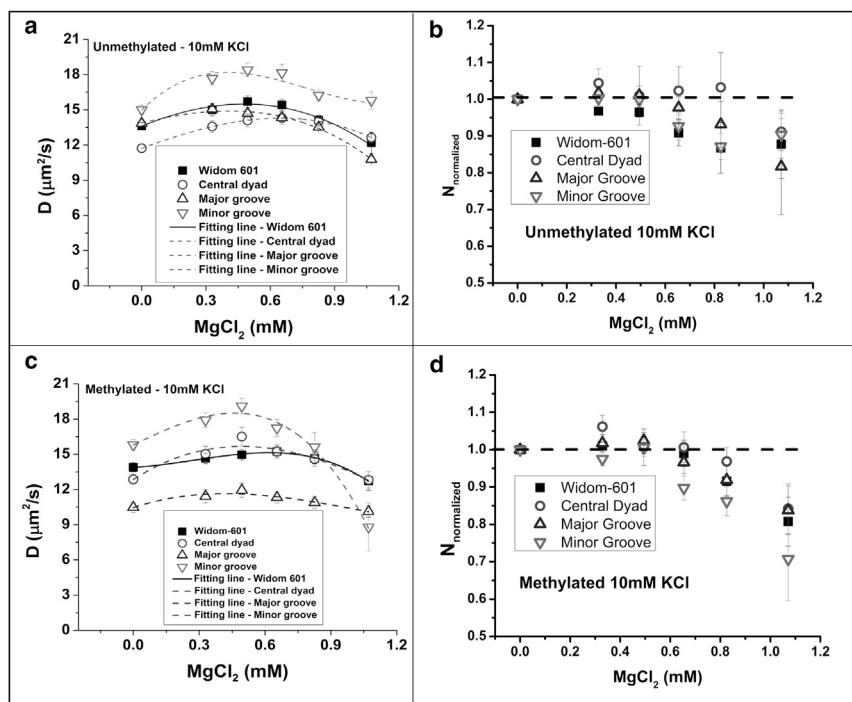 a
Unmethylated - 10mM KCl
21
18
15
12
9
6
3
0
D (μm²/s)
Widom 601
Central dyad
Major groove
Minor groove
Fitting line - Widom 601
Fitting line - Central dyad
Fitting line - Major groove
Fitting line - Minor groove
0.0 0.3 0.6 0.9 1.2
MgCl₂ (mM)
b
1.2
1.1
1.0
0.9
0.8
0.7
0.6
0.5
N normalized
Widom-601
Central Dyad
Major Groove
Minor Groove
Unmethylated 10mM KCl
0.0 0.2 0.4 0.6 0.8 1.0 1.2
MgCl₂ (mM)
c
Methylated - 10mM KCl
21
18
15
12
9
6
3
0
D (μm²/s)
Widom-601
Central dyad
Major groove
Minor groove
Fitting line - Widom 601
Fitting line - Central dyad
Fitting line - Major groove
Fitting line - Minor groove
0.0 0.3 0.6 0.9 1.2
MgCl₂ (mM)
d
1.2
1.1
1.0
0.9
0.8
0.7
0.6
0.5
N normalized
Widom-601
Central Dyad
Major Groove
Minor Groove
Methylated 10mM KCl
0.0 0.2 0.4 0.6 0.8 1.0 1.2
MgCl₂ (mM)